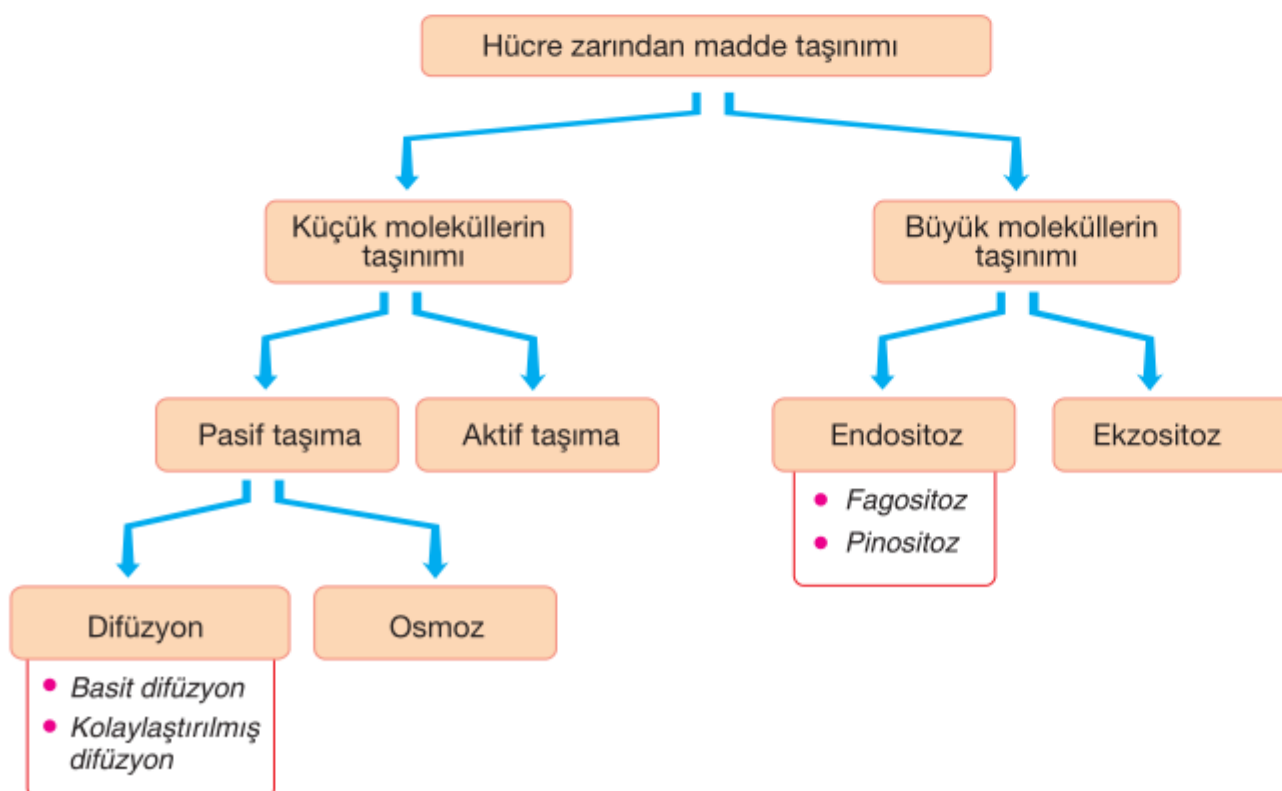 Hücre zarından madde taşınımı
Küçük moleküllerin
taşınımı
Büyük moleküllerin
taşınımı
Pasif taşıma
Aktif taşıma
Endositoz
Ekzositoz
• Fagositoz
• Pinositoz
Difüzyon
Osmoz
• Basit difüzyon
• Kolaylaştırılmış
difüzyon